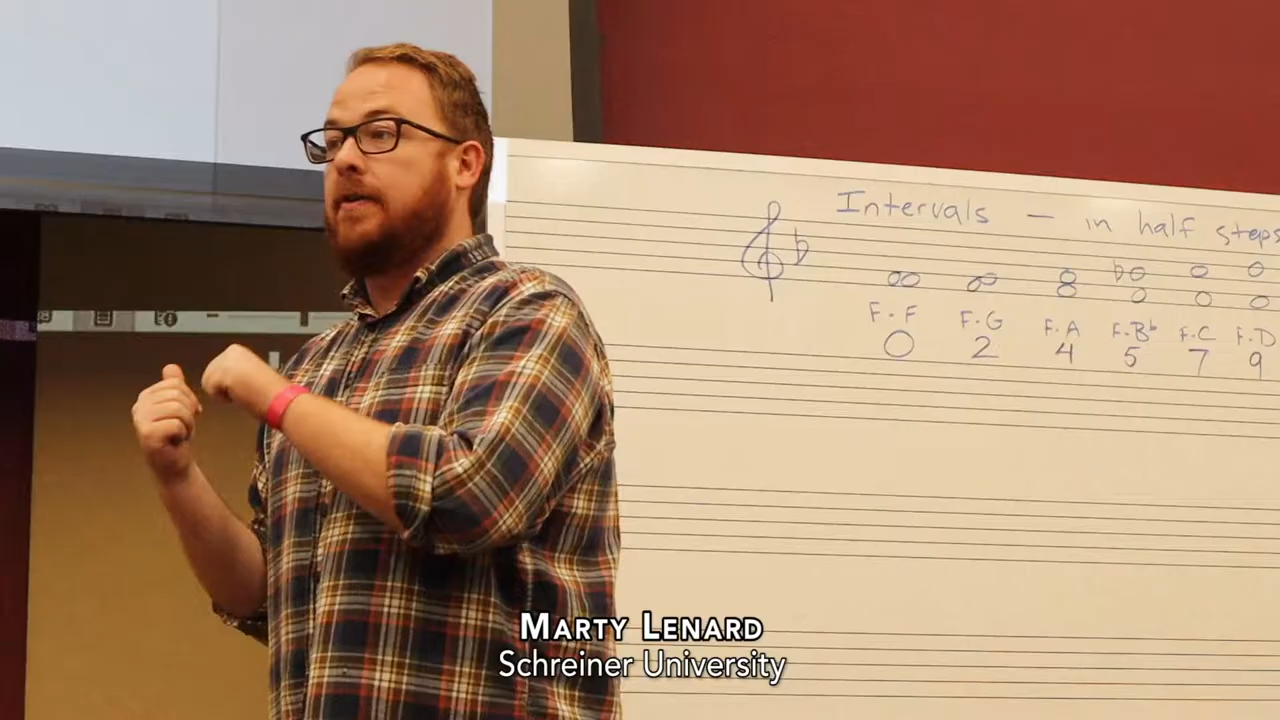 Intervals — in half steps
F.F F.G F.A F.B♭ F.C F.D
0 2 4 5 7 9
MARTY LENARD
Schreiner University